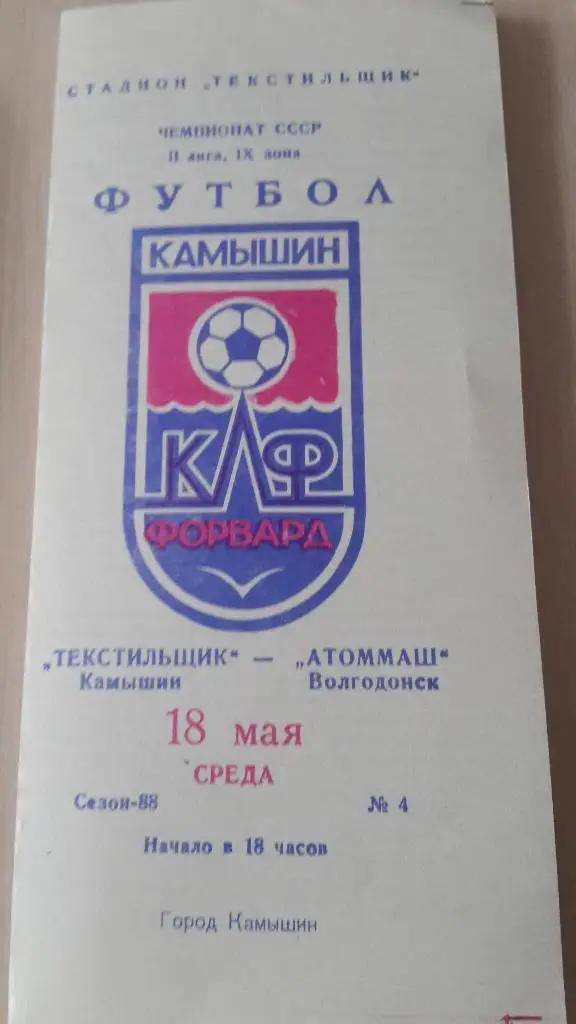 СТАДИОН „ТЕКСТИЛЬЩИК“
ЧЕМПИОНАТ СССР
II лига, IX зона
ФУТБОЛ
КАМЫШИН
КЛФ
ФОРВАРД
„ТЕКСТИЛЬЩИК“ — „АТОММАШ“
Камышин Волгодонск
18 мая
СРЕДА
Сезон-88 № 4
Начало в 18 часов
Город Камышин